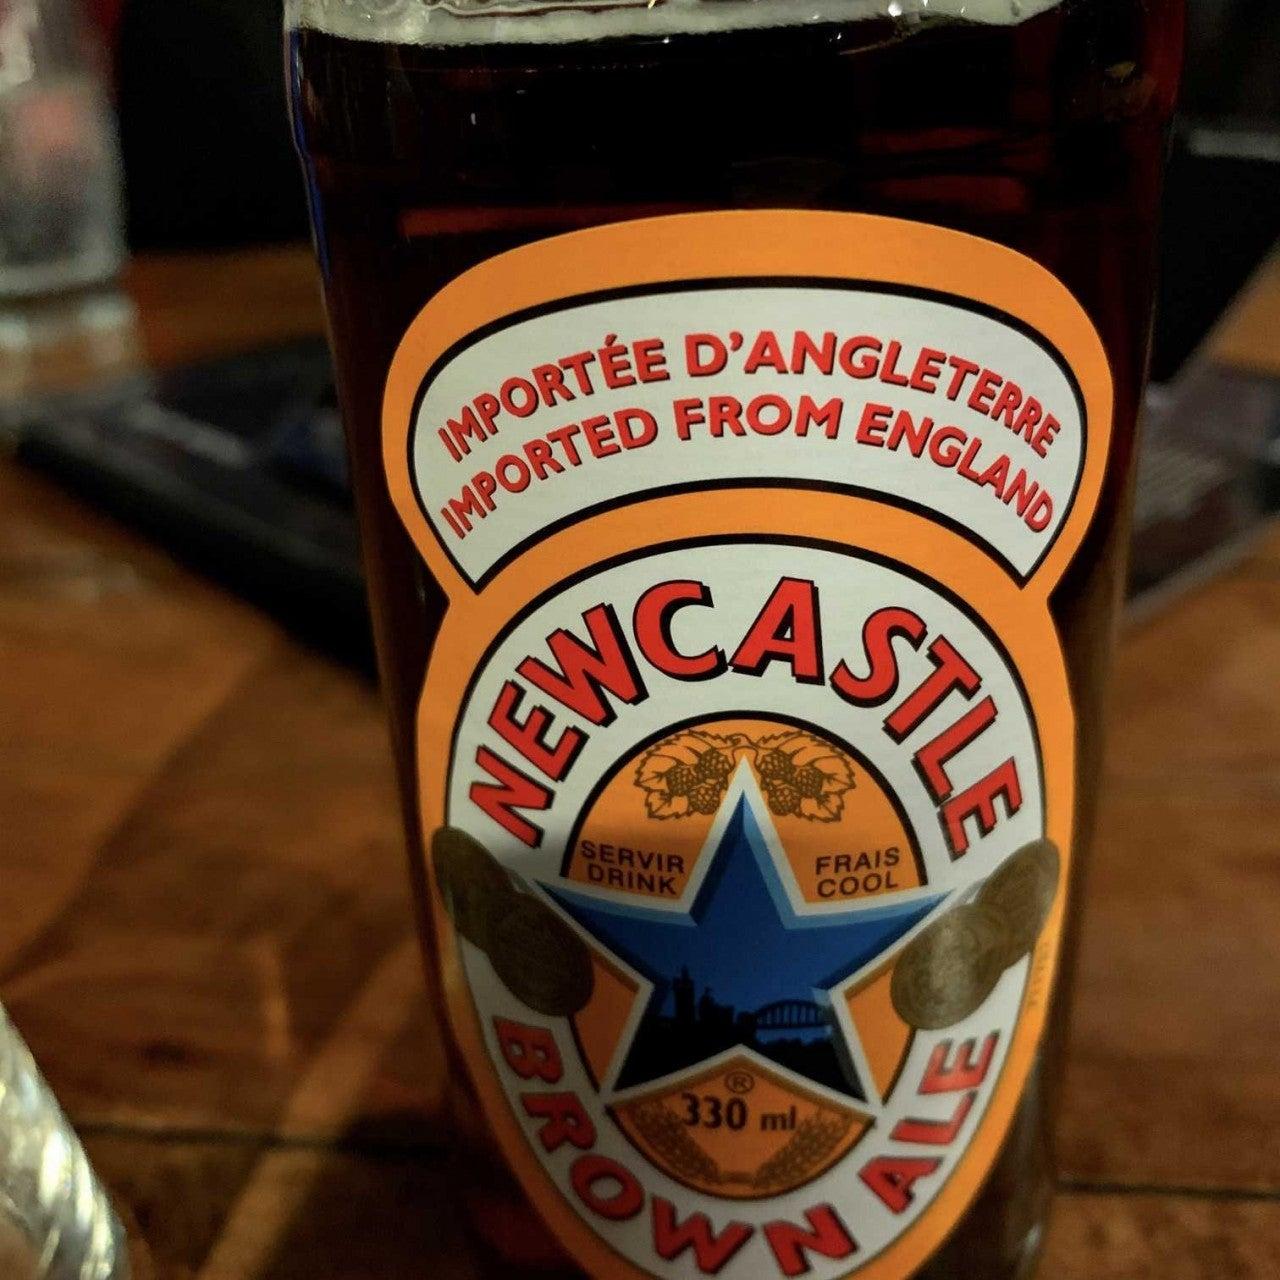 IMPORTÉE D'ANGLETERRE
IMPORTED FROM ENGLAND
NEWCASTLE
SERVIR FRAIS
DRINK COOL
®
330 ml
BROWN ALE